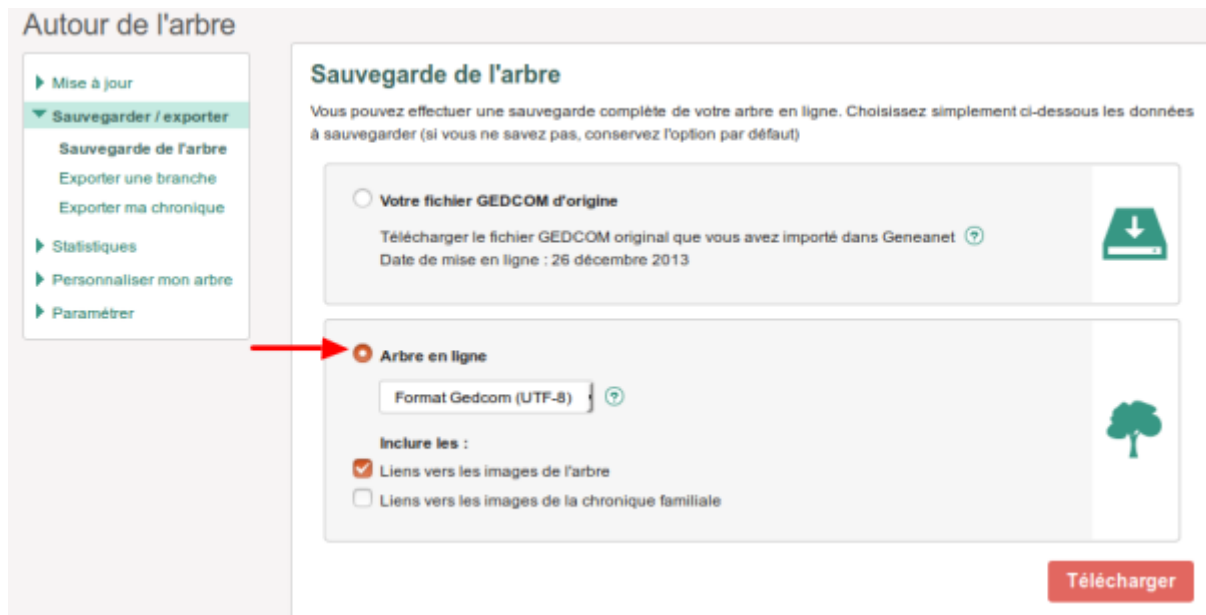 Autour de l'arbre
Mise à jour
Sauvegarder / exporter
Sauvegarde de l'arbre
Exporter une branche
Exporter ma chronique
Statistiques
Personnaliser mon arbre
Paramétrer
Sauvegarde de l'arbre
Vous pouvez effectuer une sauvegarde complète de votre arbre en ligne. Choisissez simplement ci-dessous les données
à sauvegarder (si vous ne savez pas, conservez l'option par défaut)
Votre fichier GEDCOM d'origine
Télécharger le fichier GEDCOM original que vous avez importé dans Geneanet ?
Date de mise en ligne : 26 décembre 2013
Arbre en ligne
Format Gedcom (UTF-8) ?
Inclure les :
Liens vers les images de l'arbre
Liens vers les images de la chronique familiale
Télécharger